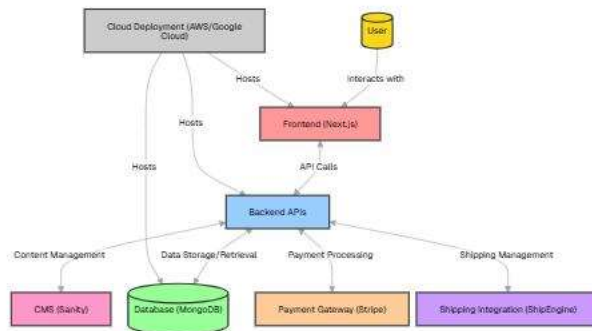 Cloud Deployment (AWS/Google
Cloud)
User
Hosts
Interacts with
Frontend (Next.js)
Hosts
API Calls
Hosts
Backend APIs
Content Management
Data Storage/Retrieval
Payment Processing
Shipping Management
CMS (Sanity)
Database (MongoDB)
Payment Gateway (Stripe)
Shipping Integration (ShipEngine)